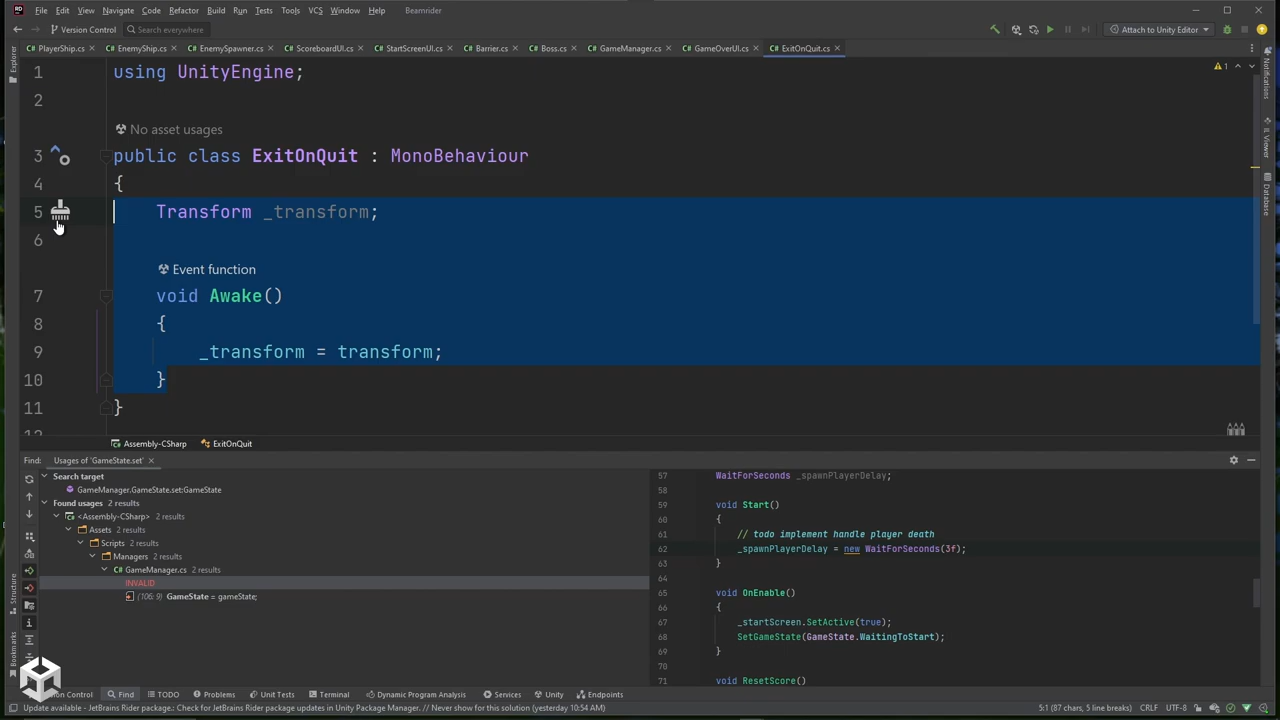 File Edit View Navigate Code Refactor Build Run Tests Tools VCS Window Help Beamrider
Version Control Search everywhere Attach to Unity Editor
PlayerShip.cs EnemyShip.cs EnemySpawner.cs ScoreboardUI.cs StartScreenUI.cs Barrier.cs Boss.cs GameManager.cs GameOverUI.cs ExitOnQuit.cs
Explorer
Notifications
IL Viewer
Database
1 using UnityEngine;
1
2
No asset usages
3 public class ExitOnQuit : MonoBehaviour
4 {
5 Transform _transform;
6
Event function
7 void Awake()
8 {
9 _transform = transform;
10 }
11 }
12
Assembly-CSharp ExitOnQuit
Find: Usages of 'GameState.set'
Search target
GameManager.GameState.set:GameState
Found usages 2 results
<Assembly-CSharp> 2 results
Assets 2 results
Scripts 2 results
Managers 2 results
GameManager.cs 2 results
INVALID
(106: 9) GameState = gameState;
57 WaitForSeconds _spawnPlayerDelay;
58
59 void Start()
60 {
61 // todo implement handle player death
62 _spawnPlayerDelay = new WaitForSeconds(3f);
63 }
64
65 void OnEnable()
66 {
67 _startScreen.SetActive(true);
68 SetGameState(GameState.WaitingToStart);
69 }
70
71 void ResetScore()
Structure
Bookmarks
Control Find TODO Problems Unit Tests Terminal Dynamic Program Analysis Services Unity Endpoints
Update available - JetBrains Rider package.: Check for JetBrains Rider package updates in Unity Package Manager. // Never show for this solution (yesterday 10:54 AM) 5:1 (87 chars, 5 line breaks) CRLF UTF-8